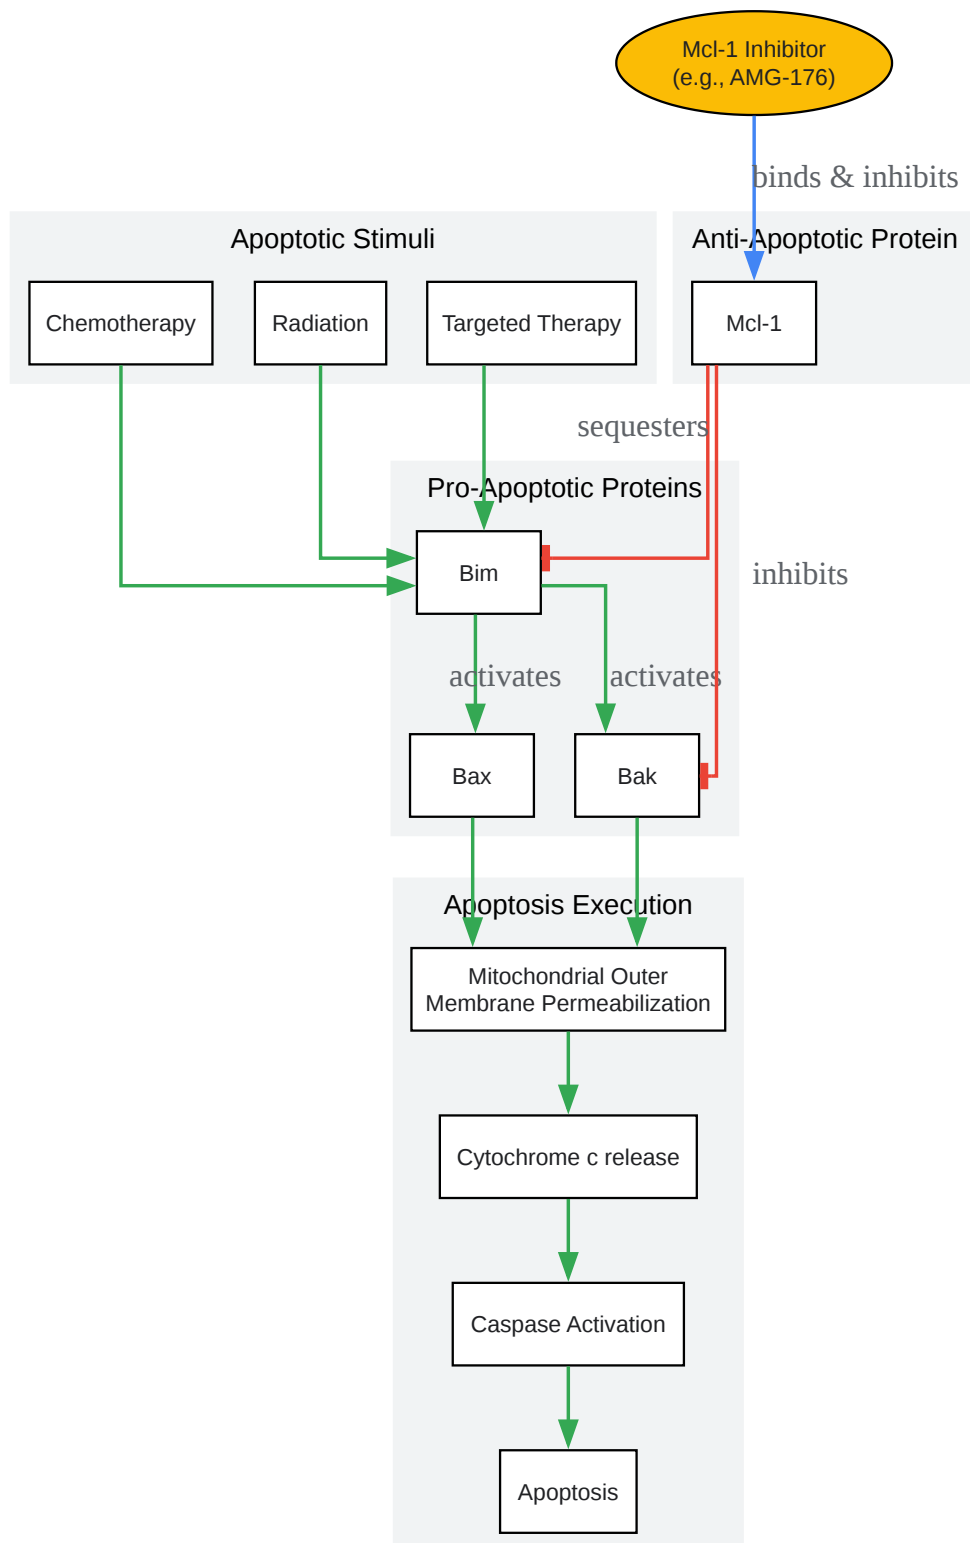 Mcl-1 Inhibitor
(e.g., AMG-176)
binds & inhibits
Apoptotic Stimuli
Anti-Apoptotic Protein
Chemotherapy
Radiation
Targeted Therapy
Mcl-1
sequesters
Pro-Apoptotic Proteins
Bim
inhibits
activates
activates
Bax
Bak
Apoptosis Execution
Mitochondrial Outer
Membrane Permeabilization
Cytochrome c release
Caspase Activation
Apoptosis